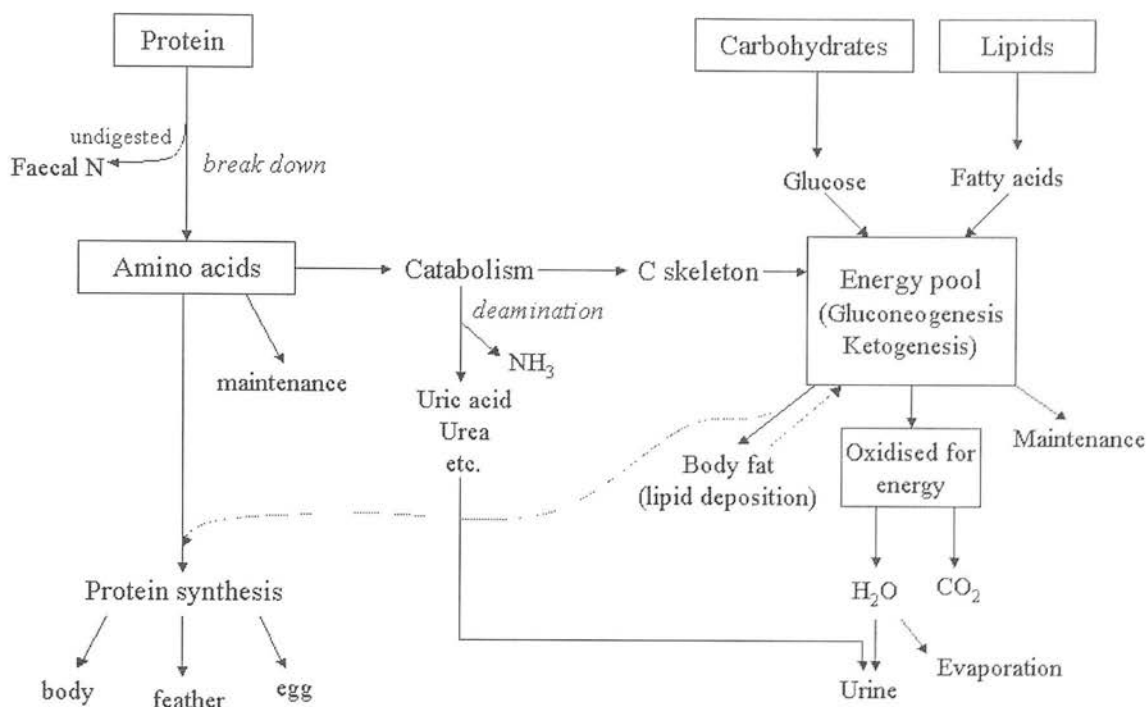 Protein
Carbohydrates
Lipids
undigested
Faecal N
break down
Glucose
Fatty acids
Amino acids
Catabolism
C skeleton
Energy pool
(Gluconeogenesis
Ketogenesis)
deamination
NH₃
maintenance
Uric acid
Urea
etc.
Body fat
(lipid deposition)
Oxidised for
energy
Maintenance
Protein synthesis
H₂O
CO₂
body
feather
egg
Urine
Evaporation